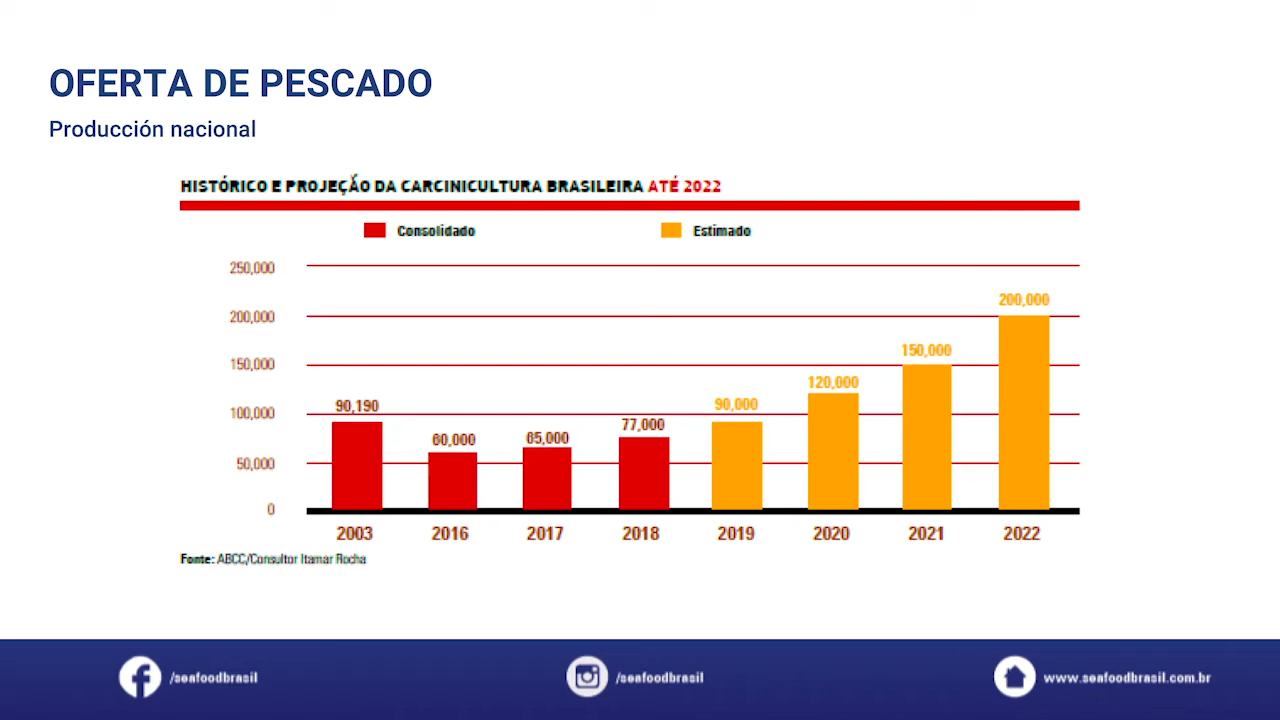 OFERTA DE PESCADO
Producción nacional
HISTÓRICO E PROJEÇÃO DA CARCINICULTURA BRASILEIRA ATÉ 2022
Consolidado
Estimado
250,000
200,000
150,000
100,000
50,000
0
90,190
60,000
65,000
77,000
90,000
120,000
150,000
200,000
2003
2016
2017
2018
2019
2020
2021
2022
Fonte: ABCC/Consultor Itamar Rocha
/seafoodbrasil
/seafoodbrasil
www.seafoodbrasil.com.br